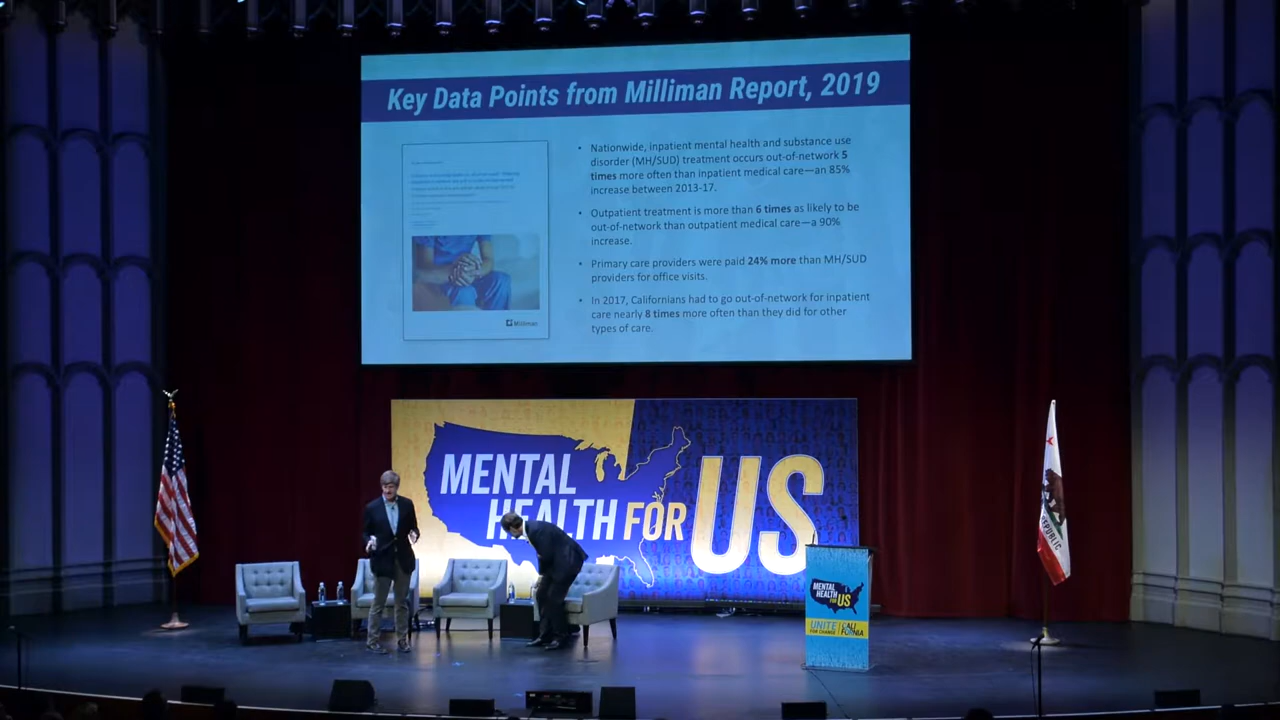 Key Data Points from Milliman Report, 2019
• Nationwide, inpatient mental health and substance use
disorder (MH/SUD) treatment occurs out-of-network 5
times more often than inpatient medical care—an 85%
increase between 2013-17.
• Outpatient treatment is more than 6 times as likely to be
out-of-network than outpatient medical care—a 90%
increase.
• Primary care providers were paid 24% more than MH/SUD
providers for office visits.
• In 2017, Californians had to go out-of-network for inpatient
care nearly 8 times more often than they did for other
types of care.
Milliman
MENTAL
HEALTH FOR US
MENTAL
HEALTH
for US
UNITE CALI
FOR CHANGE FORNIA
REPUBLIC